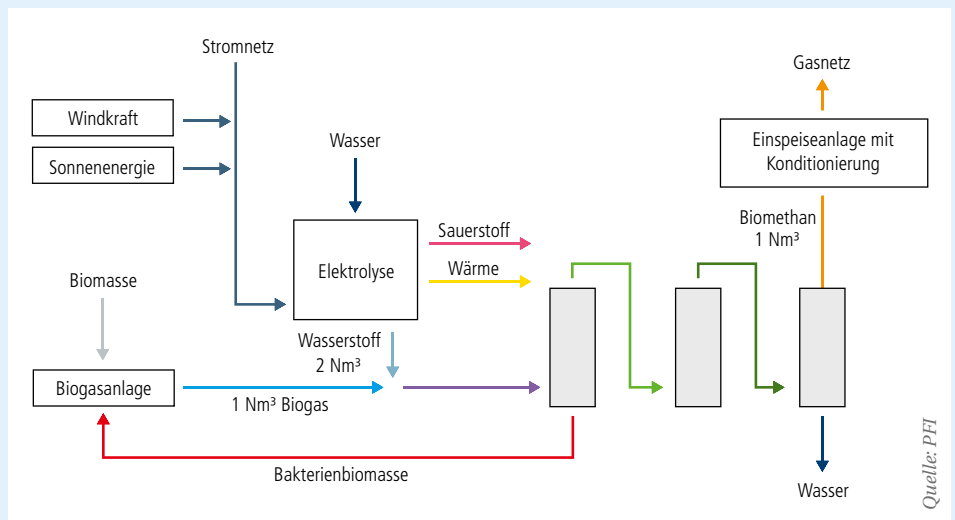 Stromnetz
Gasnetz
Windkraft
Sonnenenergie
Wasser
Einspeiseanlage mit
Konditionierung
Biomethan
1 Nm³
Sauerstoff
Wärme
Elektrolyse
Biomasse
Wasserstoff
2 Nm³
Biogasanlage
1 Nm³ Biogas
Bakterienbiomasse
Wasser
Quelle: PFI